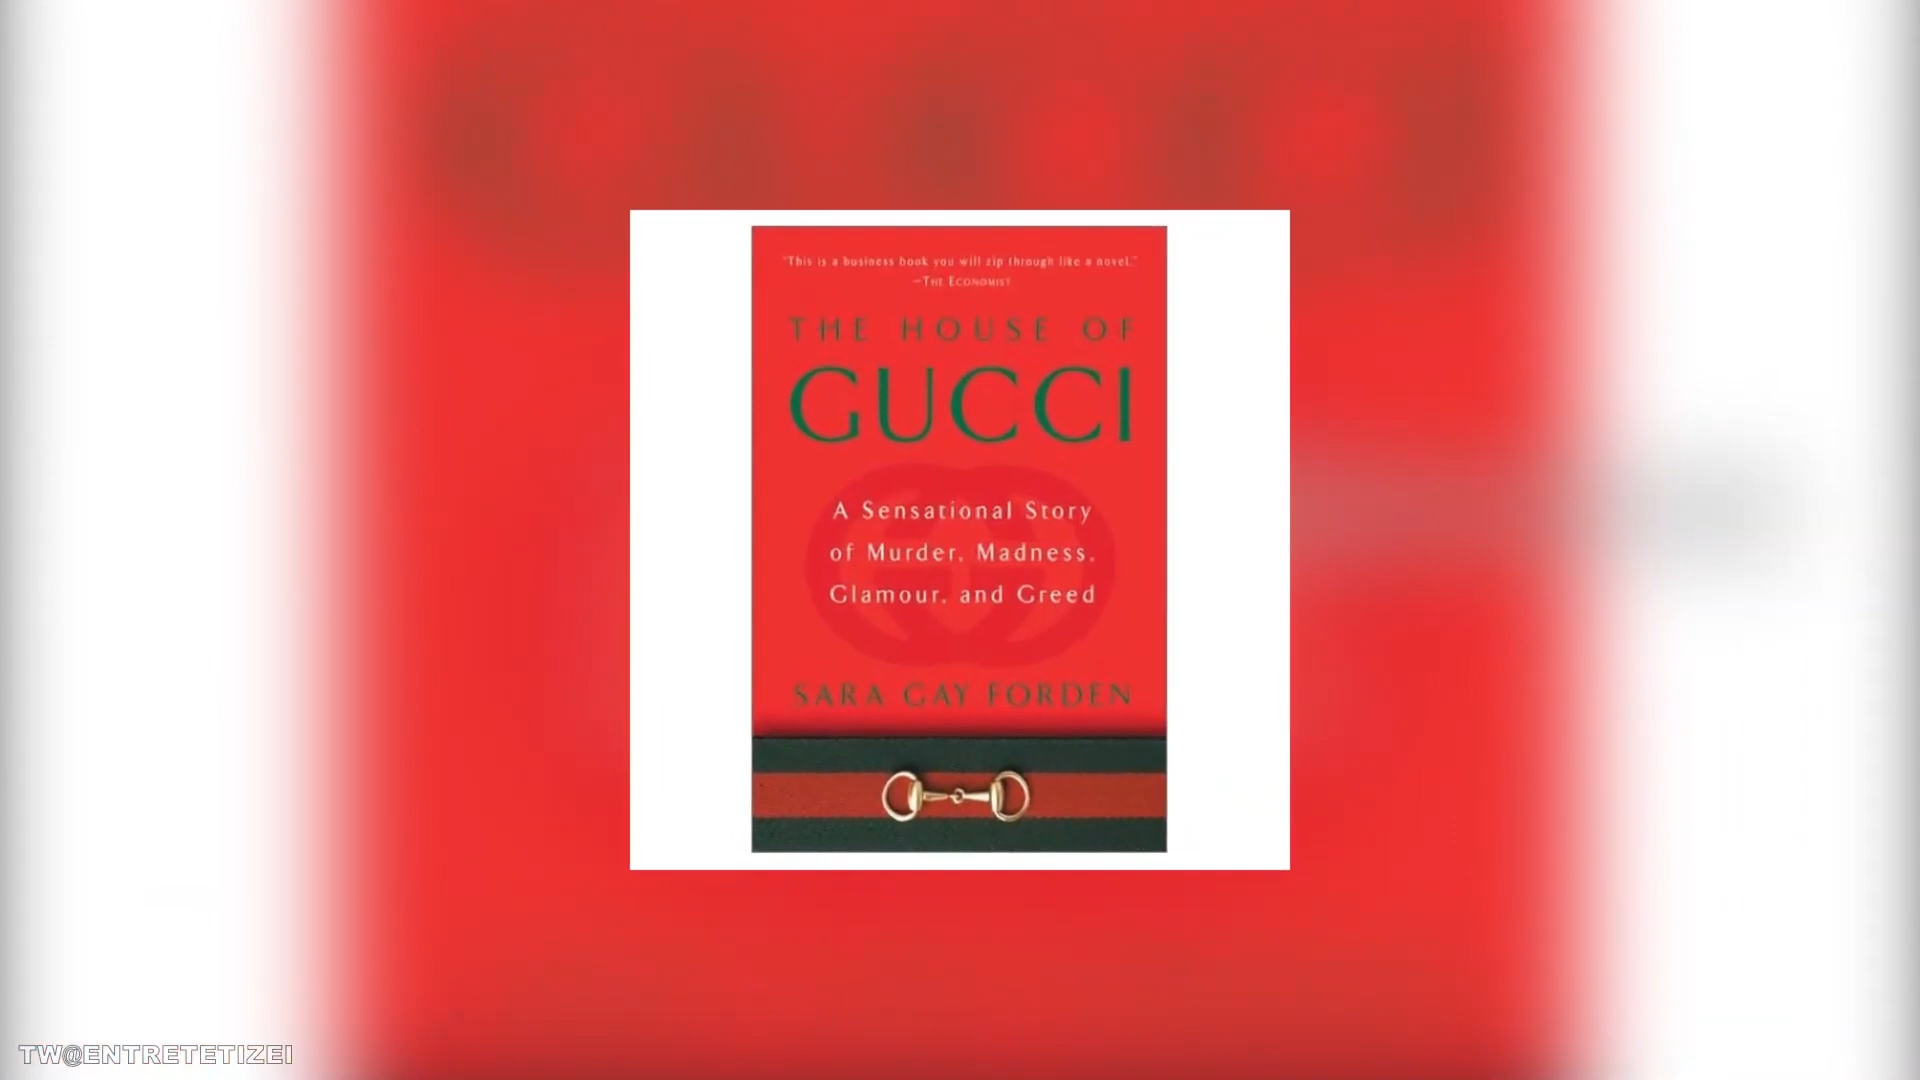 "This is a business book you will zip through like a novel."
—The Economist
THE HOUSE OF
GUCCI
A Sensational Story
of Murder, Madness,
Glamour, and Greed
SARA GAY FORDEN
TW@ENTRETETIZEI